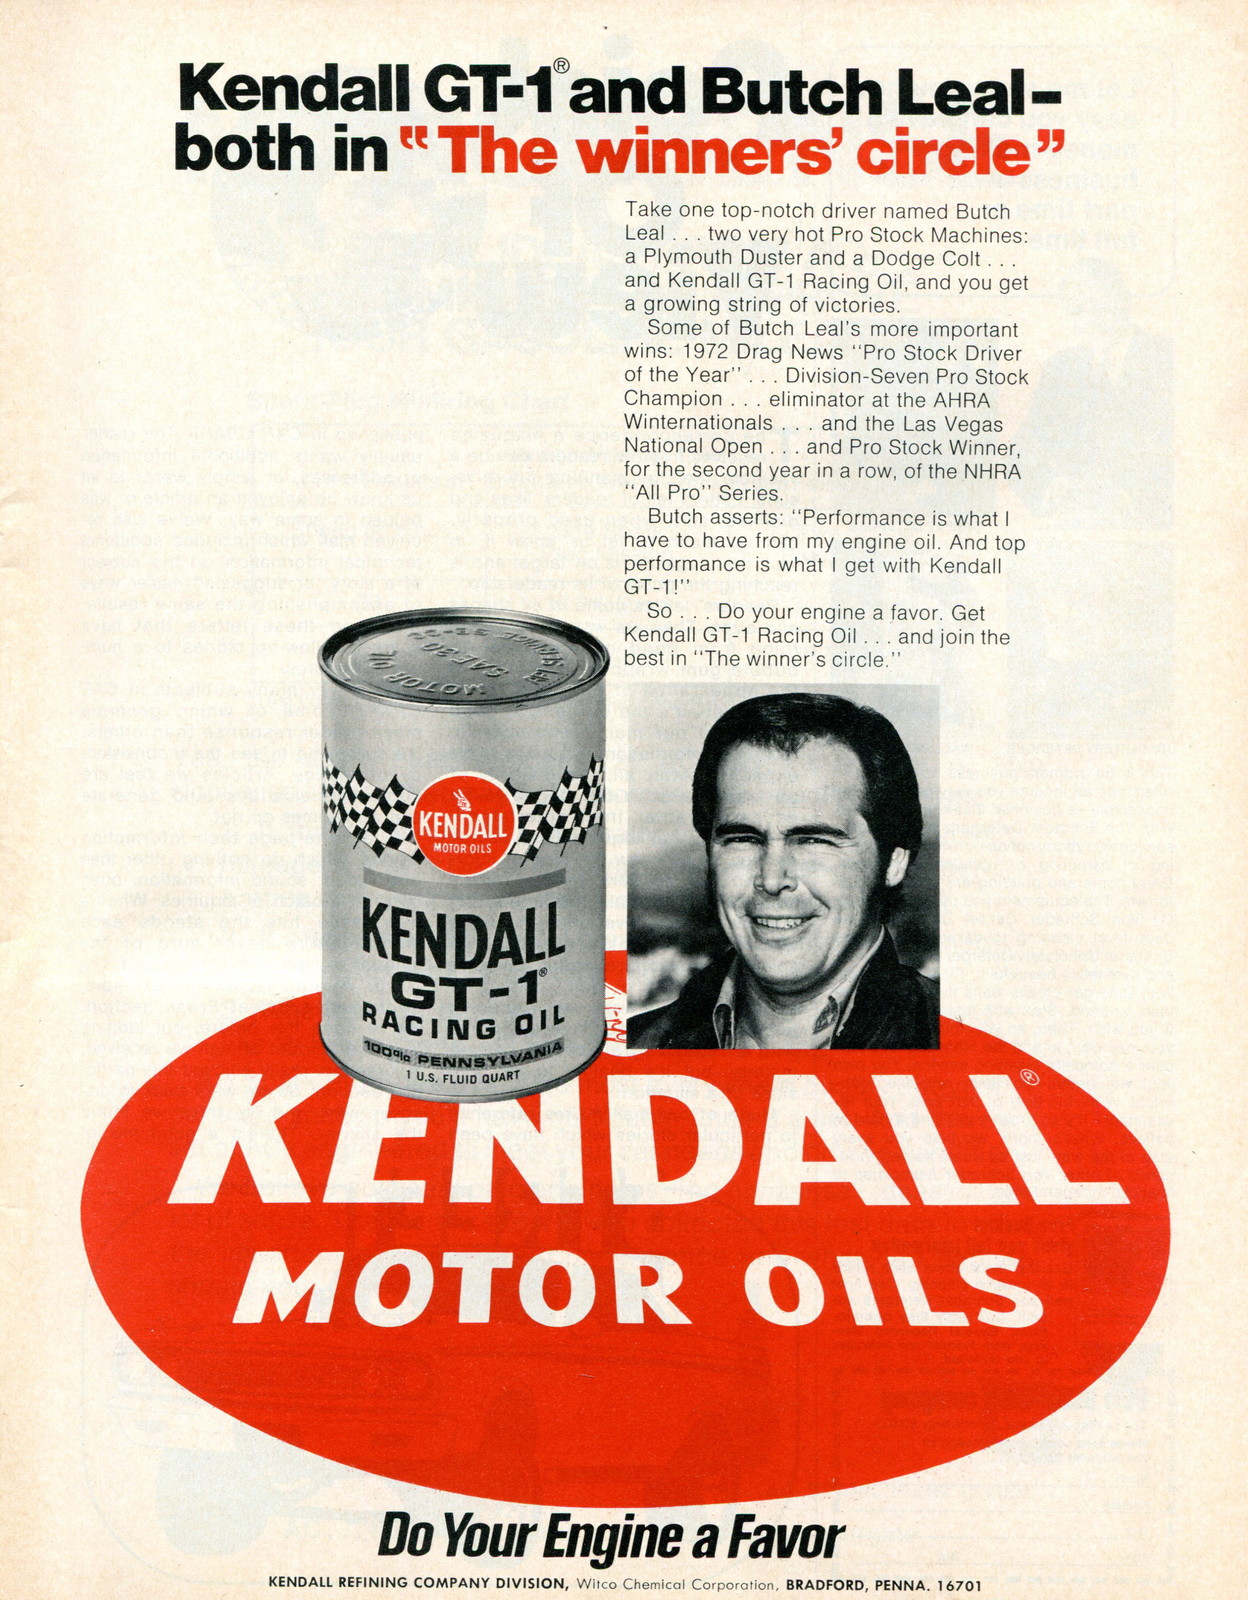 Kendall GT-1® and Butch Leal–
both in "The winners' circle"
Take one top-notch driver named Butch
Leal . . . two very hot Pro Stock Machines:
a Plymouth Duster and a Dodge Colt . . .
and Kendall GT-1 Racing Oil, and you get
a growing string of victories.
Some of Butch Leal's more important
wins: 1972 Drag News "Pro Stock Driver
of the Year" . . . Division-Seven Pro Stock
Champion . . . eliminator at the AHRA
Winternationals . . . and the Las Vegas
National Open . . . and Pro Stock Winner,
for the second year in a row, of the NHRA
"All Pro" Series.
Butch asserts: "Performance is what I
have to have from my engine oil. And top
performance is what I get with Kendall
GT-1!"
So . . . Do your engine a favor. Get
Kendall GT-1 Racing Oil . . . and join the
best in "The winner's circle."
MOTOR OIL
SAE 30
KENDALL
MOTOR OILS
KENDALL
GT-1®
RACING OIL
100% PENNSYLVANIA
1 U.S. FLUID QUART
KENDALL®
MOTOR OILS
Do Your Engine a Favor
KENDALL REFINING COMPANY DIVISION, Witco Chemical Corporation, BRADFORD, PENNA. 16701